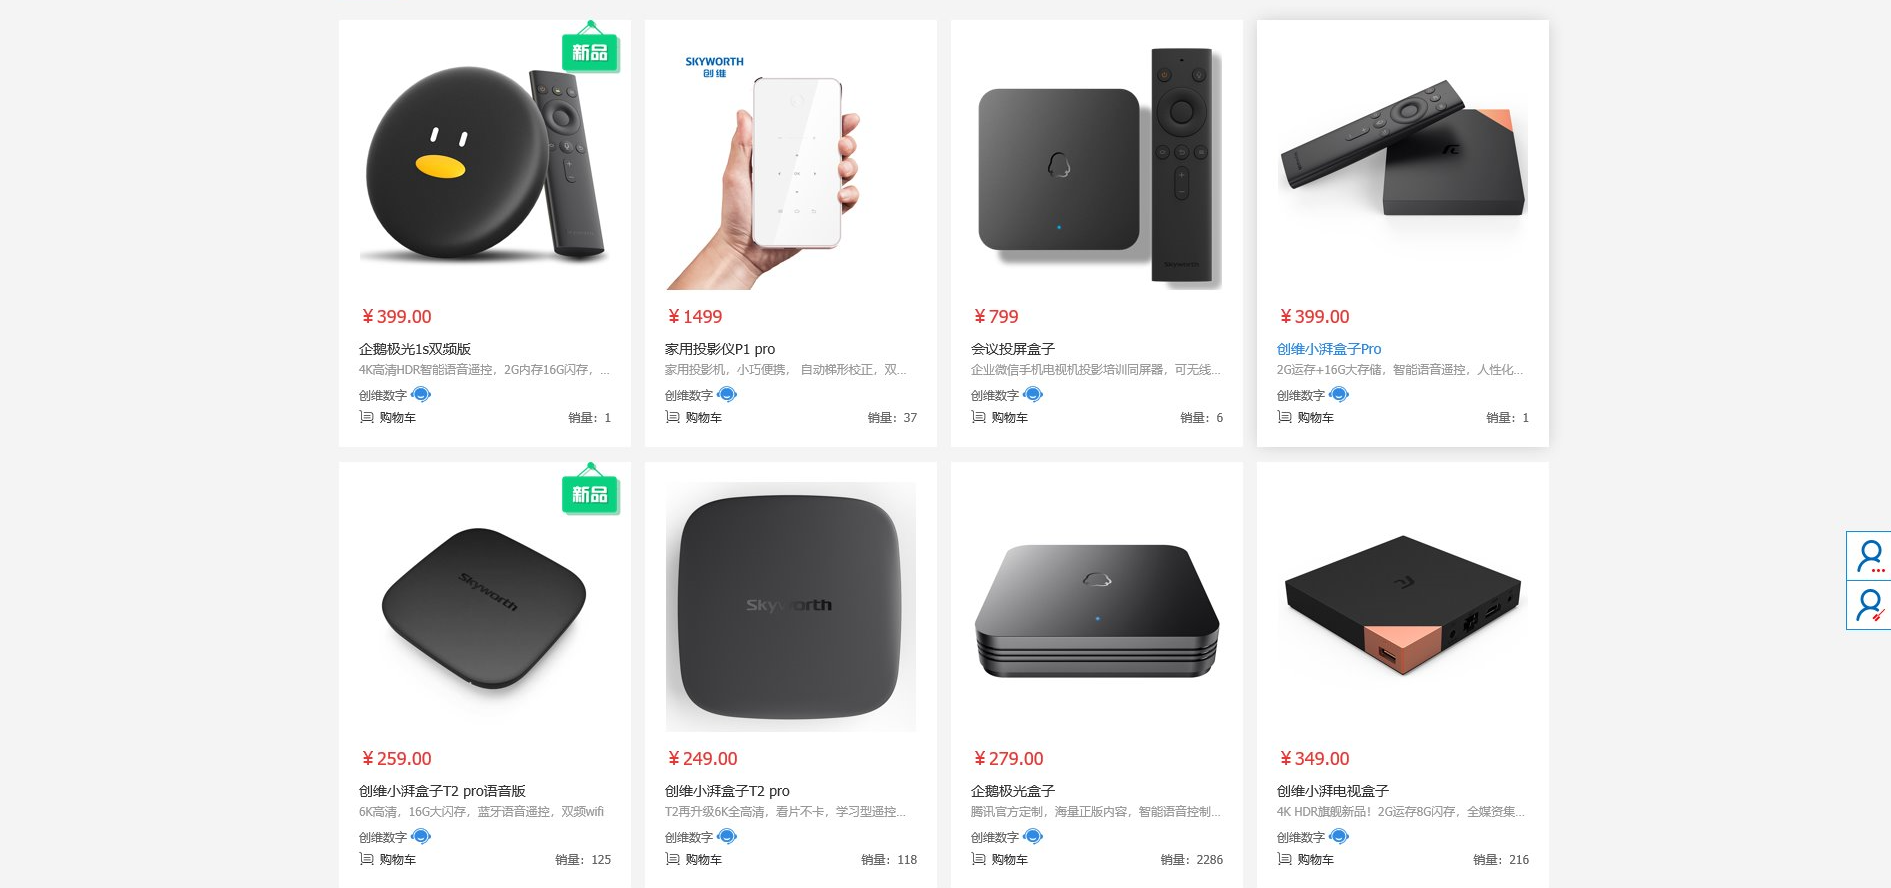 新品
SKYWORTH
创维
SKYWORTH
¥399.00
企鹅极光1s双频版
4K高清HDR智能语音遥控，2G内存16G闪存，...
创维数字
购物车 销量：1
¥1499
家用投影仪P1 pro
家用投影机，小巧便携， 自动梯形校正，双...
创维数字
购物车 销量：37
¥799
会议投屏盒子
企业微信手机电视机投影培训同屏器，可无线...
创维数字
购物车 销量：6
¥399.00
创维小湃盒子Pro
2G运存+16G大存储，智能语音遥控，人性化...
创维数字
购物车 销量：1
新品
Skyworth
Skyworth
¥259.00
创维小湃盒子T2 pro语音版
6K高清，16G大闪存，蓝牙语音遥控，双频wifi
创维数字
购物车 销量：125
¥249.00
创维小湃盒子T2 pro
T2再升级6K全高清，看片不卡，学习型遥控...
创维数字
购物车 销量：118
¥279.00
企鹅极光盒子
腾讯官方定制，海量正版内容，智能语音控制...
创维数字
购物车 销量：2286
¥349.00
创维小湃电视盒子
4K HDR旗舰新品！2G运存8G闪存，全媒资集...
创维数字
购物车 销量：216